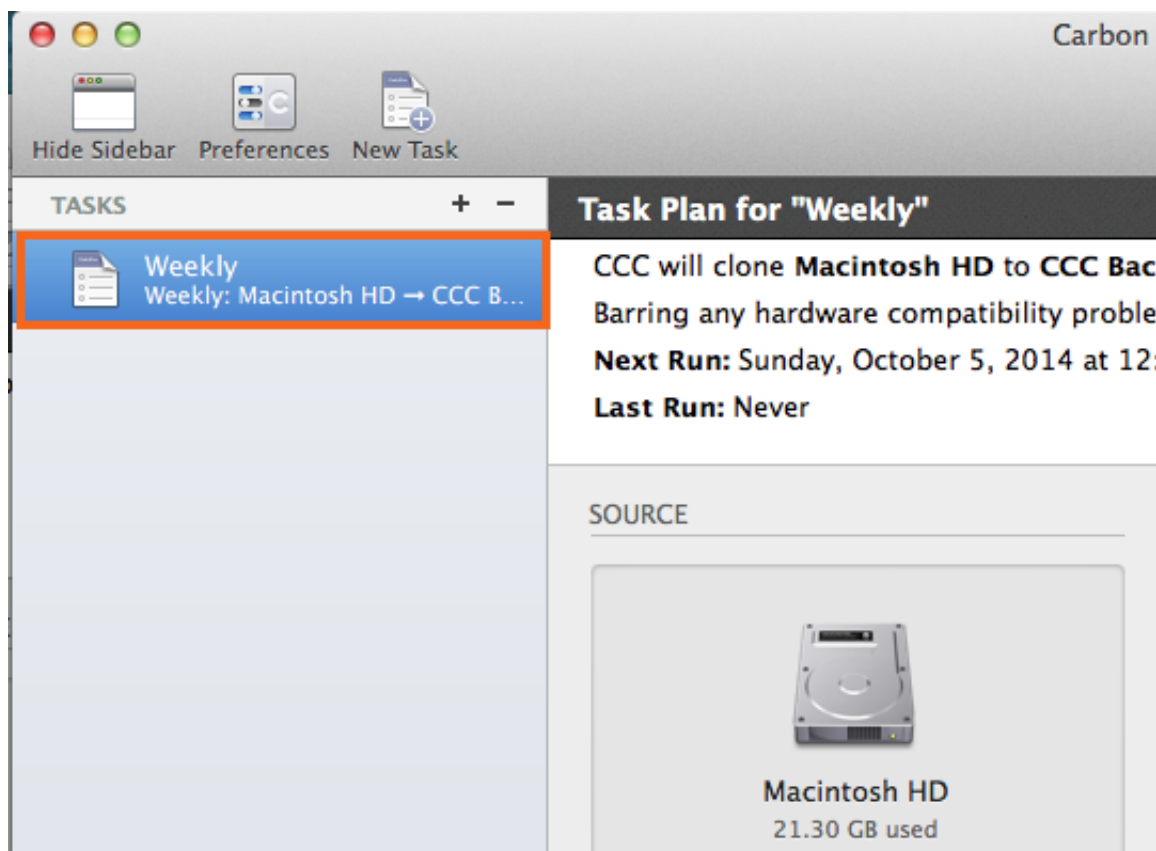 Carbon
Hide Sidebar Preferences New Task
TASKS + -
Weekly
Weekly: Macintosh HD → CCC B...
Task Plan for "Weekly"
CCC will clone Macintosh HD to CCC Bac
Barring any hardware compatibility proble
Next Run: Sunday, October 5, 2014 at 12:
Last Run: Never
SOURCE
Macintosh HD
21.30 GB used